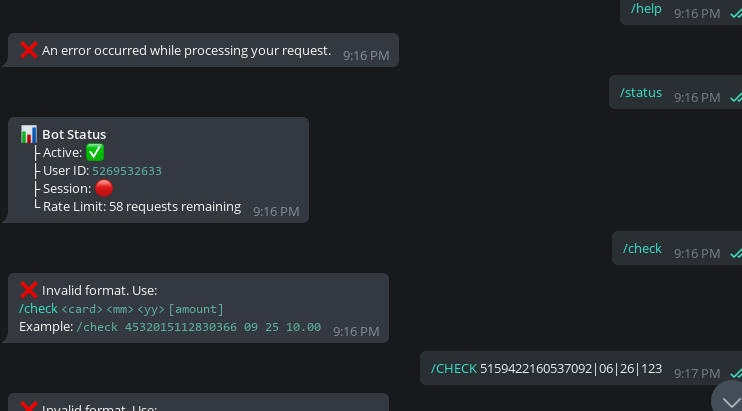 /help 9:16 PM
❌ An error occurred while processing your request. 9:16 PM
/status 9:16 PM
📊 Bot Status
├ Active: ✅
├ User ID: 5269532633
├ Session: 🔴
└ Rate Limit: 58 requests remaining 9:16 PM
/check 9:16 PM
❌ Invalid format. Use:
/check <card> <mm> <yy> [amount]
Example: /check 4532015112830366 09 25 10.00 9:16 PM
/CHECK 5159422160537092|06|26|123 9:17 PM
❌ Invalid format. Use: